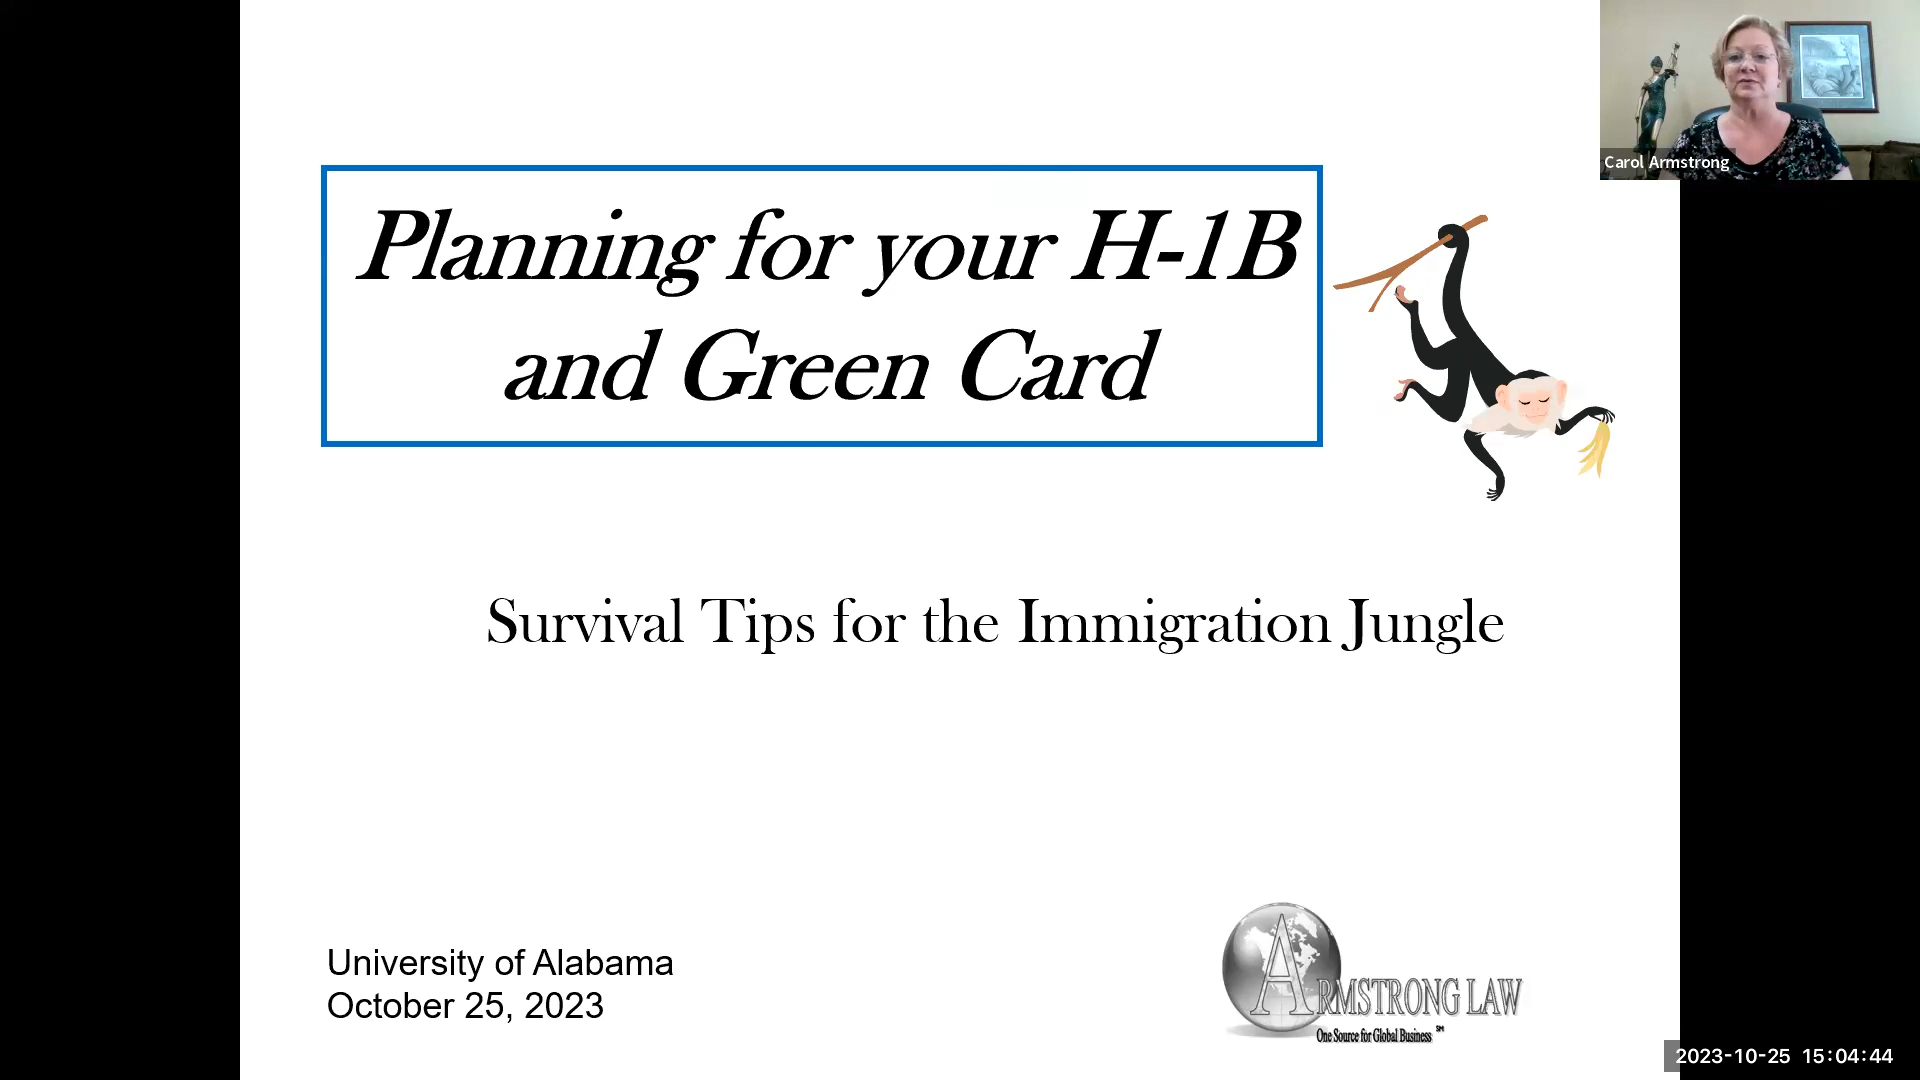 Carol Armstrong
Planning for your H-1B
and Green Card
Survival Tips for the Immigration Jungle
University of Alabama
October 25, 2023
ARMSTRONG LAW
One Source for Global Business SM
2023-10-25 15:04:44